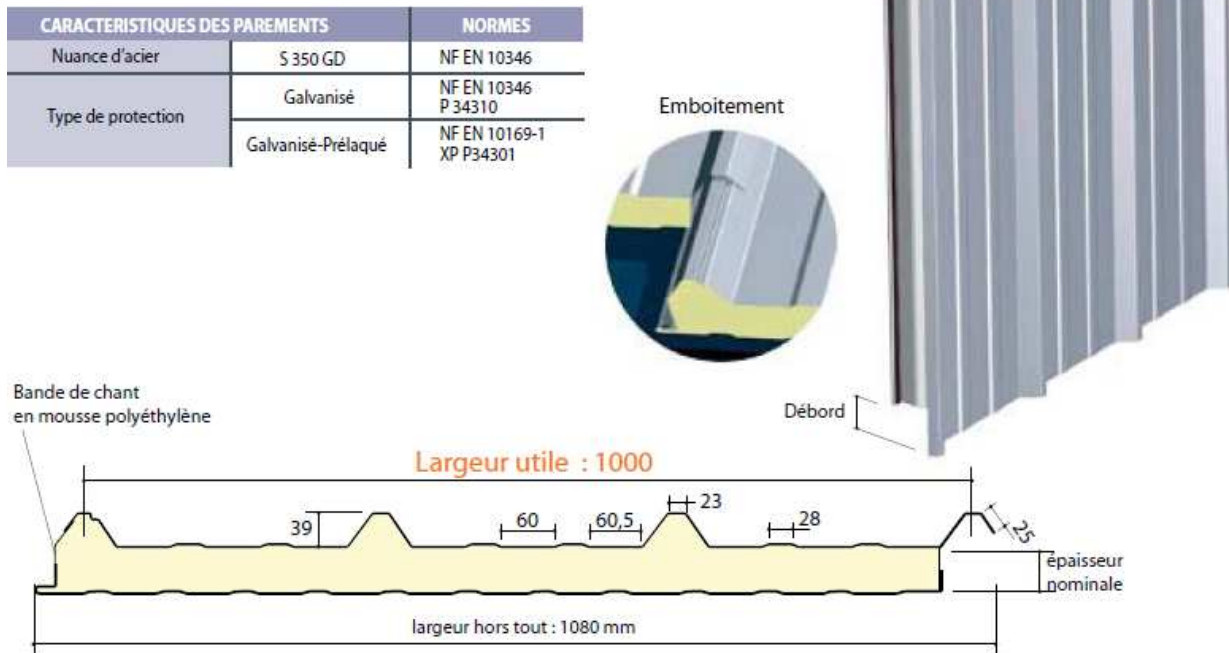 CARACTERISTIQUES DES PAREMENTS NORMES
Nuance d'acier S 350 GD NF EN 10346
Type de protection Galvanisé NF EN 10346
P 34310
Galvanisé-Prélaqué NF EN 10169-1
XP P34301
Emboitement
Débord
Bande de chant
en mousse polyéthylène
Largeur utile : 1000
39
60
60,5
23
28
25
épaisseur
nominale
largeur hors tout : 1080 mm